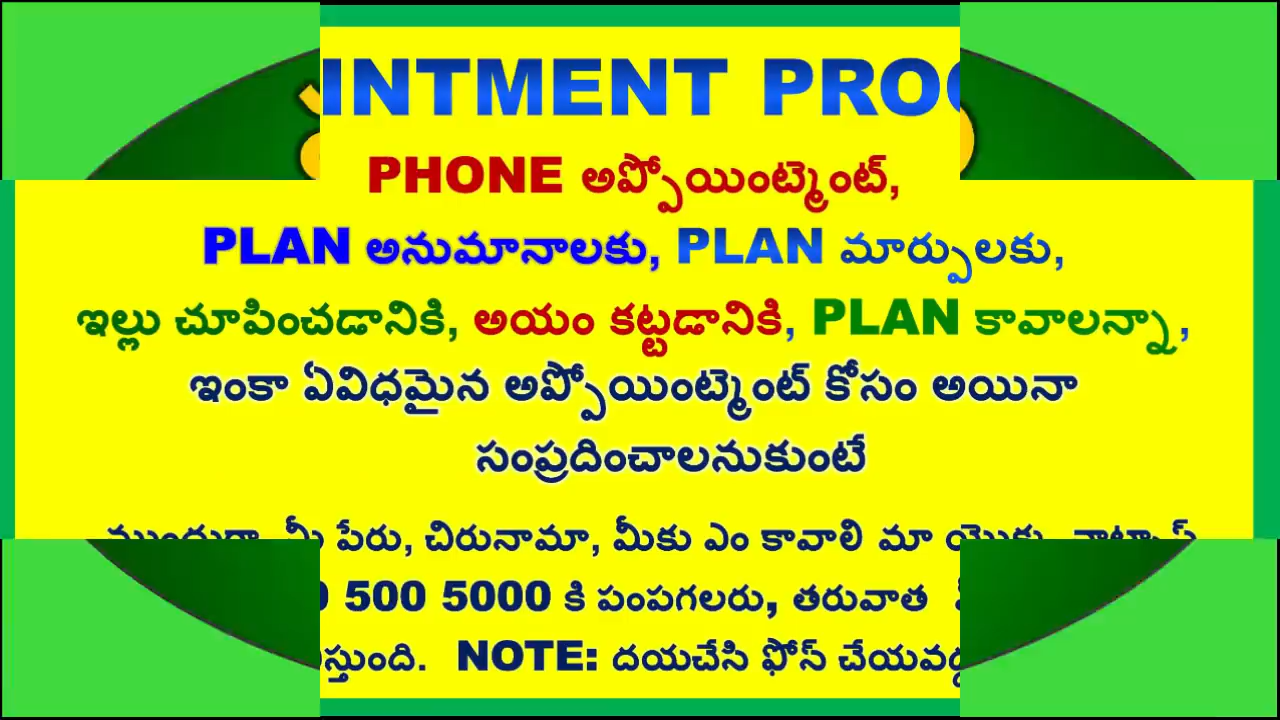 INTMENT PRO
PHONE అప్పోయింట్మెంట్,
PLAN అనుమానాలకు, PLAN మార్పులకు,
ఇల్లు చూపించడానికి, అయం కట్టడానికి, PLAN కావాలన్నా,
ఇంకా ఏవిధమైన అప్పోయింట్మెంట్ కోసం అయినా
సంప్రదించాలనుకుంటే
ముందుగా మీ పేరు, చిరునామా, మీకు ఎం కావాలి మా యొక్క వాట్సాప్
500 5000 కి పంపగలరు, తరువాత
స్తుంది. NOTE: దయచేసి ఫోన్ చేయవద్దు